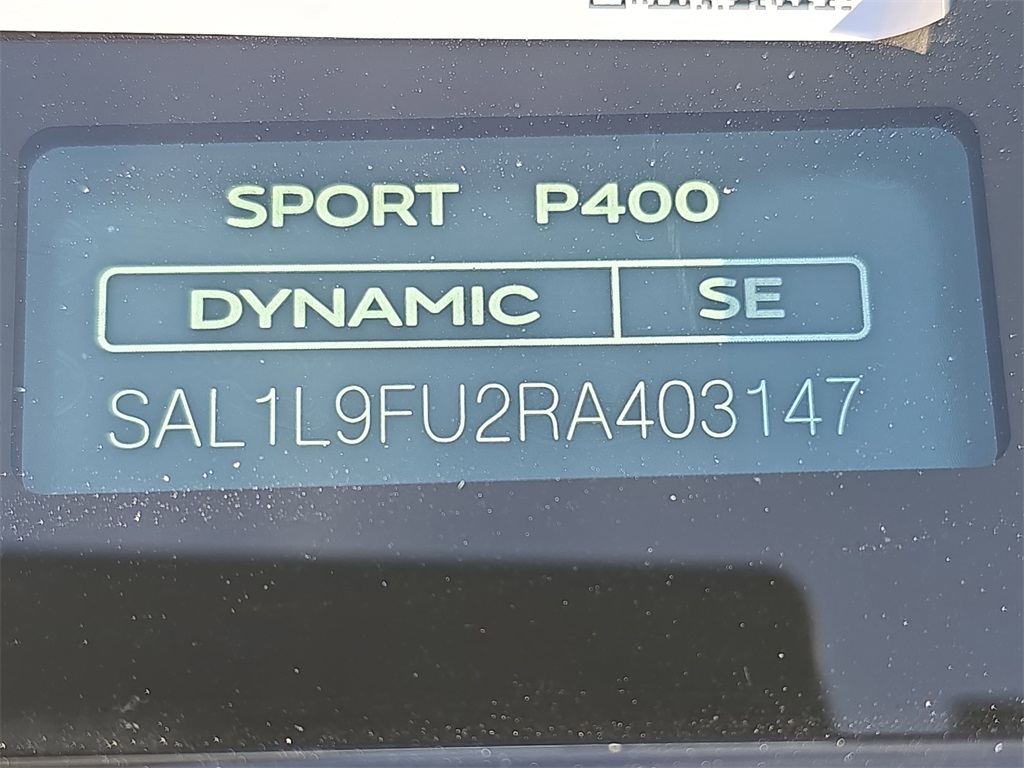 SPORT P400
DYNAMIC SE
SAL1L9FU2RA403147